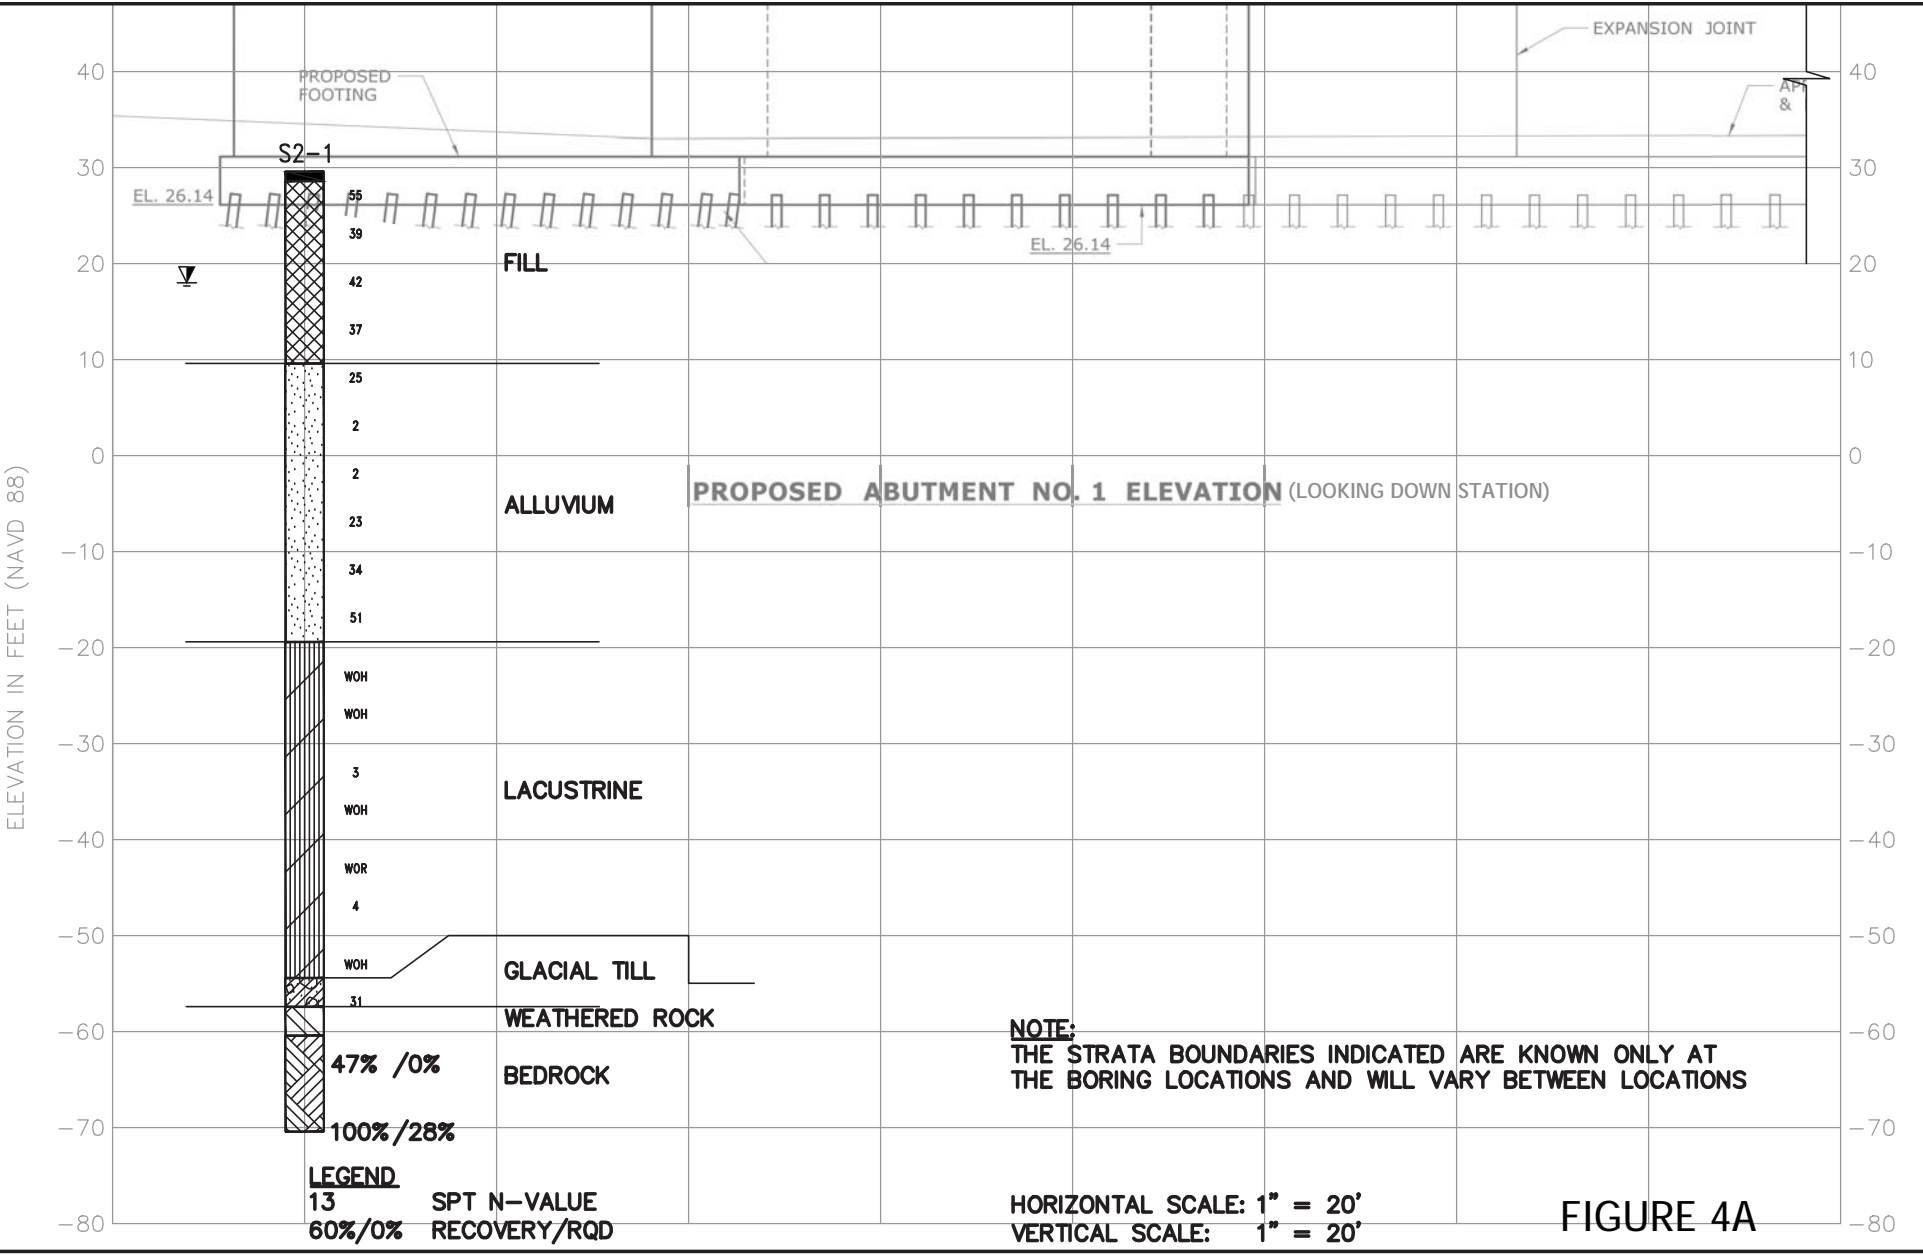 EXPANSION JOINT
40
PROPOSED
FOOTING
40
&
S2-1
30
30
EL. 26.14
55
39
EL. 26.14
20
FILL
20
42
37
10
10
25
2
0
0
2
PROPOSED ABUTMENT NO. 1 ELEVATION (LOOKING DOWN STATION)
ALLUVIUM
23
-10
-10
34
51
-20
-20
WOH
WOH
ELEVATION IN FEET (NAVD 88)
-30
-30
3
LACUSTRINE
WOH
-40
-40
WOR
4
-50
-50
WOH
GLACIAL TILL
31
WEATHERED ROCK
-60
-60
NOTE:
THE STRATA BOUNDARIES INDICATED ARE KNOWN ONLY AT
THE BORING LOCATIONS AND WILL VARY BETWEEN LOCATIONS
47% /0%
BEDROCK
-70
-70
100%/28%
LEGEND
13 SPT N-VALUE
60%/0% RECOVERY/RQD
HORIZONTAL SCALE: 1" = 20'
VERTICAL SCALE: 1" = 20'
FIGURE 4A
-80
-80